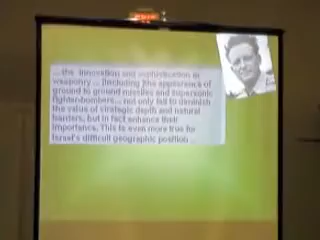 ... the innovation and sophistication in
weaponry ... [including ]the appearance of
ground to ground missiles and supersonic
fighter-bombers... not only fail to diminish
the value of strategic depth and natural
barriers, but in fact enhance their
importance. This is even more true for
Israel's difficult geographic position ...